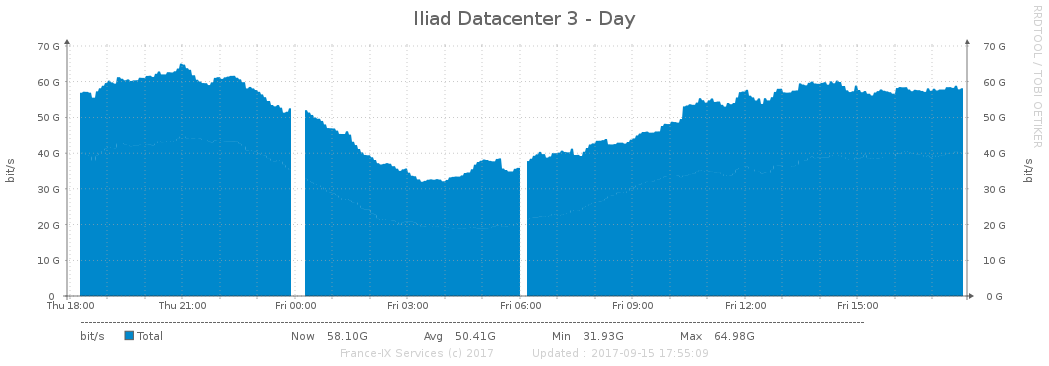 Iliad Datacenter 3 - Day
RRDTOOL / TOBI OETIKER
bit/s
70 G 70 G
60 G 60 G
50 G 50 G
40 G 40 G
30 G 30 G
20 G 20 G
10 G 10 G
0 0 G
bit/s
Thu 18:00 Thu 21:00 Fri 00:00 Fri 03:00 Fri 06:00 Fri 09:00 Fri 12:00 Fri 15:00
bit/s Total Now 58.10G Avg 50.41G Min 31.93G Max 64.98G
France-IX Services (c) 2017 Updated : 2017-09-15 17:55:09